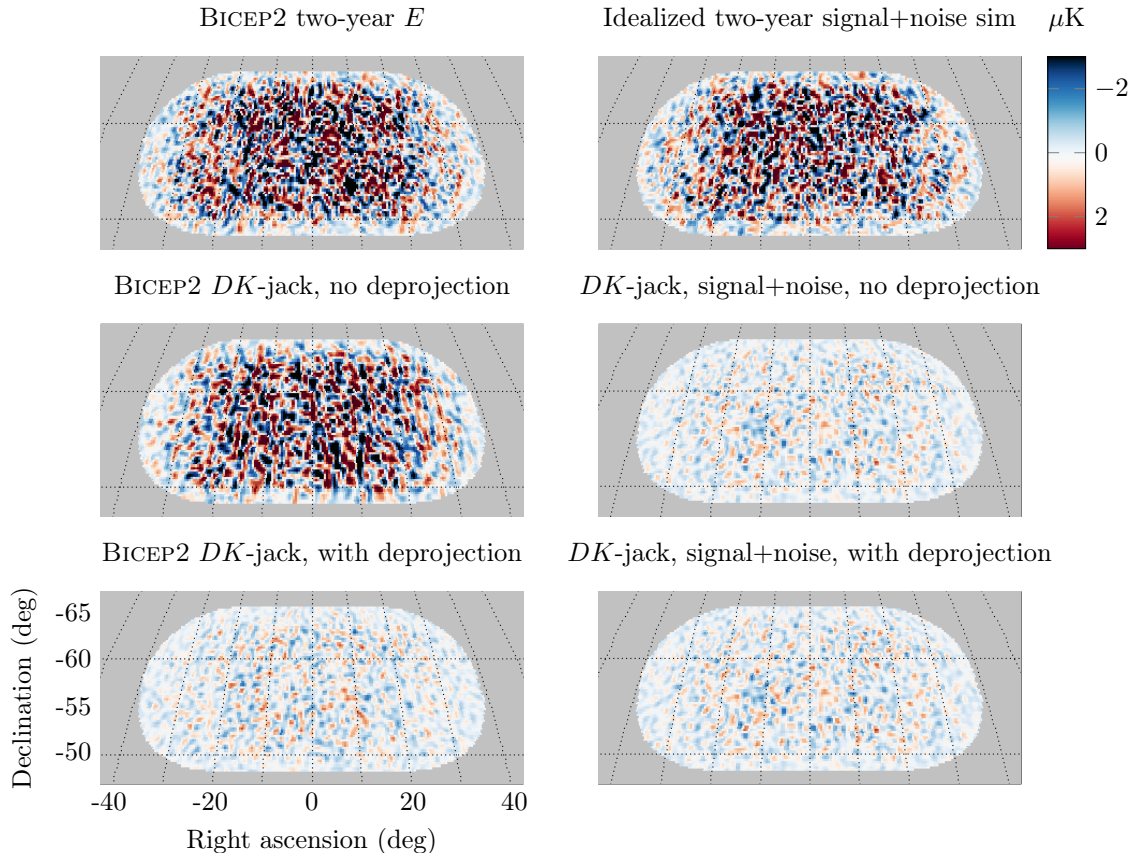 BICEP2 two-year E
Idealized two-year signal+noise sim
μK
−2
0
2
BICEP2 DK-jack, no deprojection
DK-jack, signal+noise, no deprojection
BICEP2 DK-jack, with deprojection
DK-jack, signal+noise, with deprojection
Declination (deg)
-65
-60
-55
-50
-40
-20
0
20
40
Right ascension (deg)